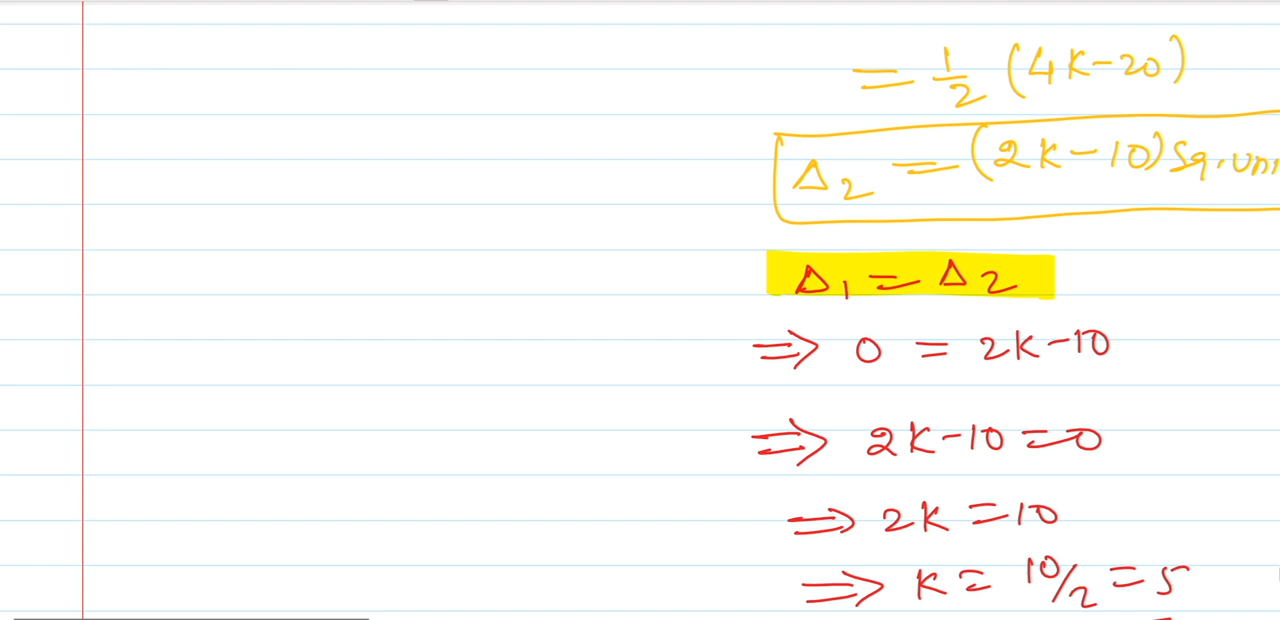 = 1/2 (4K-20)
Δ2 = (2K-10) Sq.uni
Δ1 = Δ2
⇒ 0 = 2K-10
⇒ 2K-10=0
⇒ 2K =10
⇒ K = 10/2 = 5